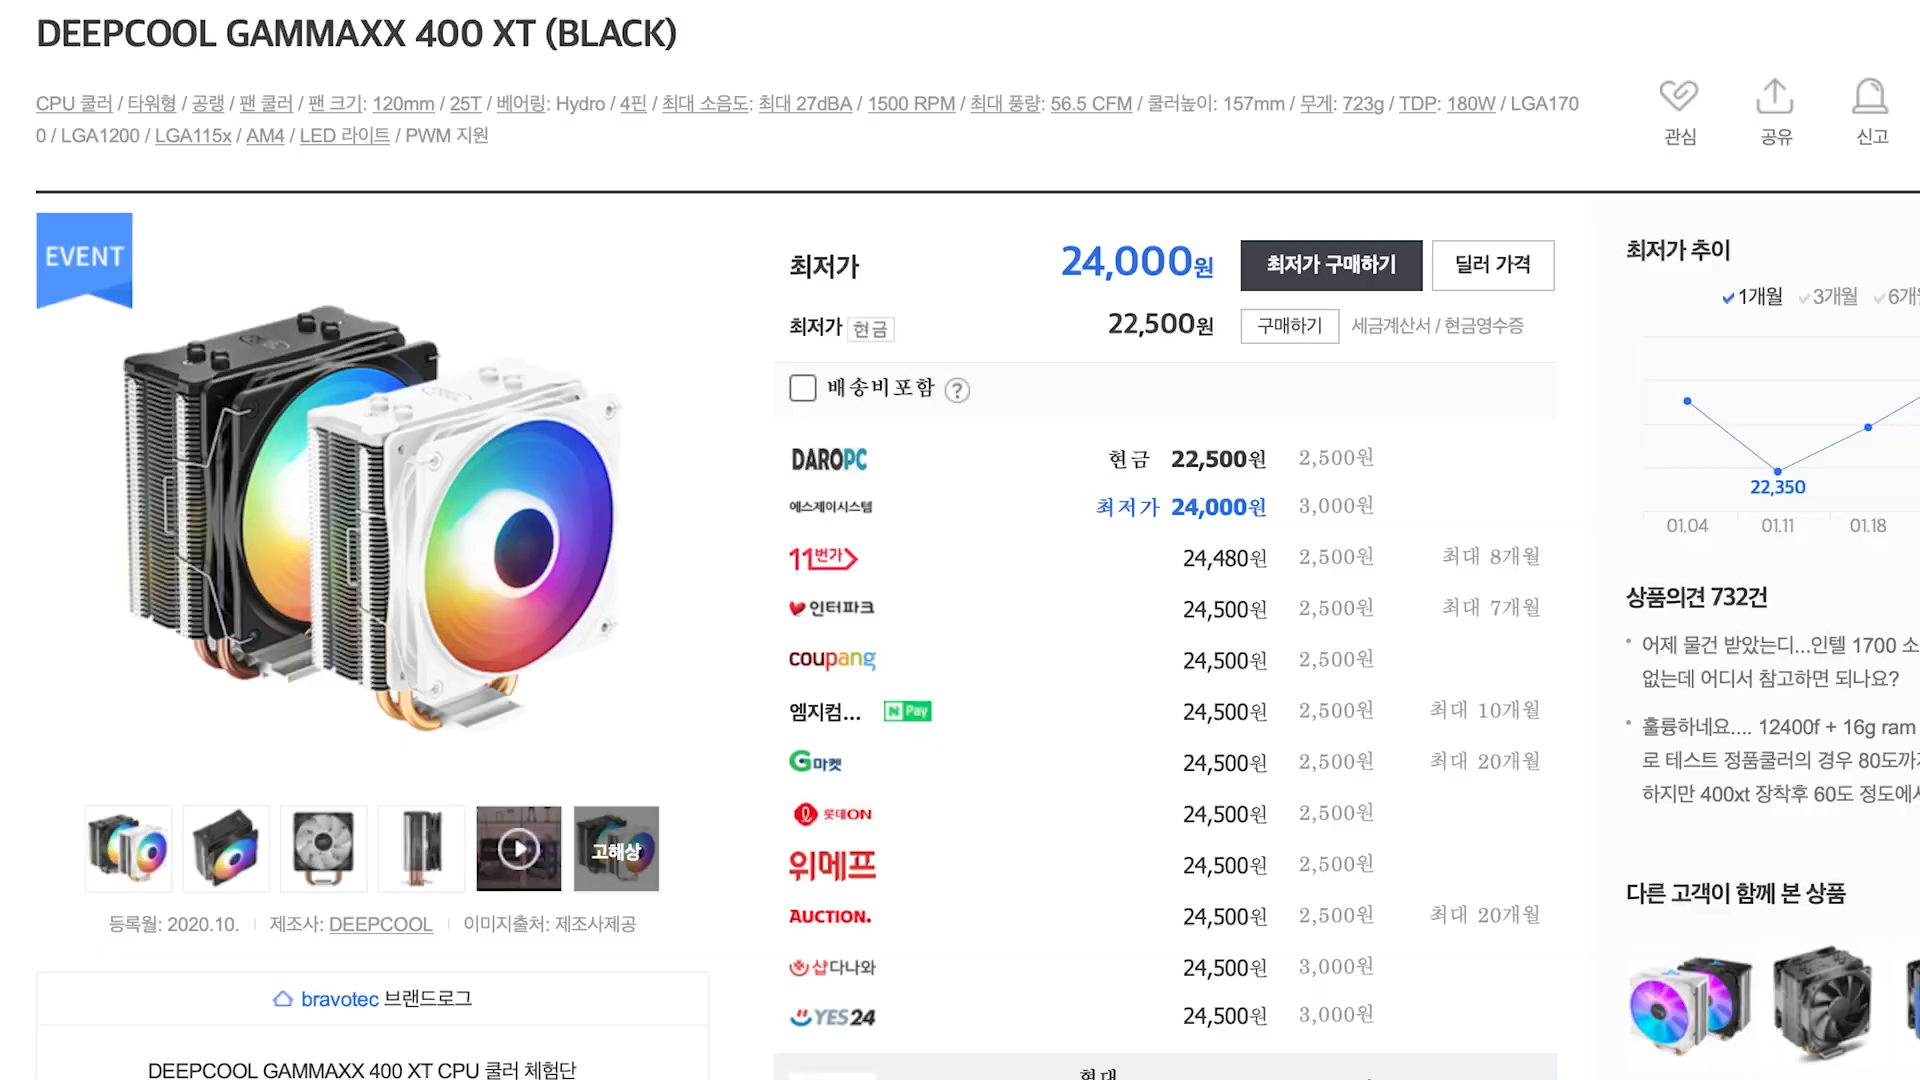 DEEPCOOL GAMMAXX 400 XT (BLACK)
CPU 쿨러 / 타워형 / 공랭 / 팬 쿨러 / 팬 크기: 120mm / 25T / 베어링: Hydro / 4핀 / 최대 소음도: 최대 27dBA / 1500 RPM / 최대 풍량: 56.5 CFM / 쿨러높이: 157mm / 무게: 723g / TDP: 180W / LGA170
0 / LGA1200 / LGA115x / AM4 / LED 라이트 / PWM 지원
관심 공유 신고
EVENT
최저가 24,000원 최저가 구매하기 딜러 가격
최저가 현금 22,500원 구매하기 세금계산서 / 현금영수증
배송비포함 ?
DAROPC 현금 22,500원 2,500원
에스제이시스템 최저가 24,000원 3,000원
11번가 24,480원 2,500원 최대 8개월
인터파크 24,500원 2,500원 최대 7개월
coupang 24,500원 2,500원
엠지컴... N Pay 24,500원 2,500원 최대 10개월
G마켓 24,500원 2,500원 최대 20개월
롯데ON 24,500원 2,500원
위메프 24,500원 2,500원
AUCTION. 24,500원 2,500원 최대 20개월
샵다나와 24,500원 3,000원
YES24 24,500원 3,000원
고해상
등록월: 2020.10. 제조사: DEEPCOOL 이미지출처: 제조사제공
bravotec 브랜드로그
DEEPCOOL GAMMAXX 400 XT CPU 쿨러 체험단
최저가 추이
1개월 3개월 6개월
22,350
01.04 01.11 01.18
상품의견 732건
어제 물건 받았는디...인텔 1700 소
없는데 어디서 참고하면 되나요?
훌륭하네요.... 12400f + 16g ram
로 테스트 정품쿨러의 경우 80도까지
하지만 400xt 장착후 60도 정도에서
다른 고객이 함께 본 상품